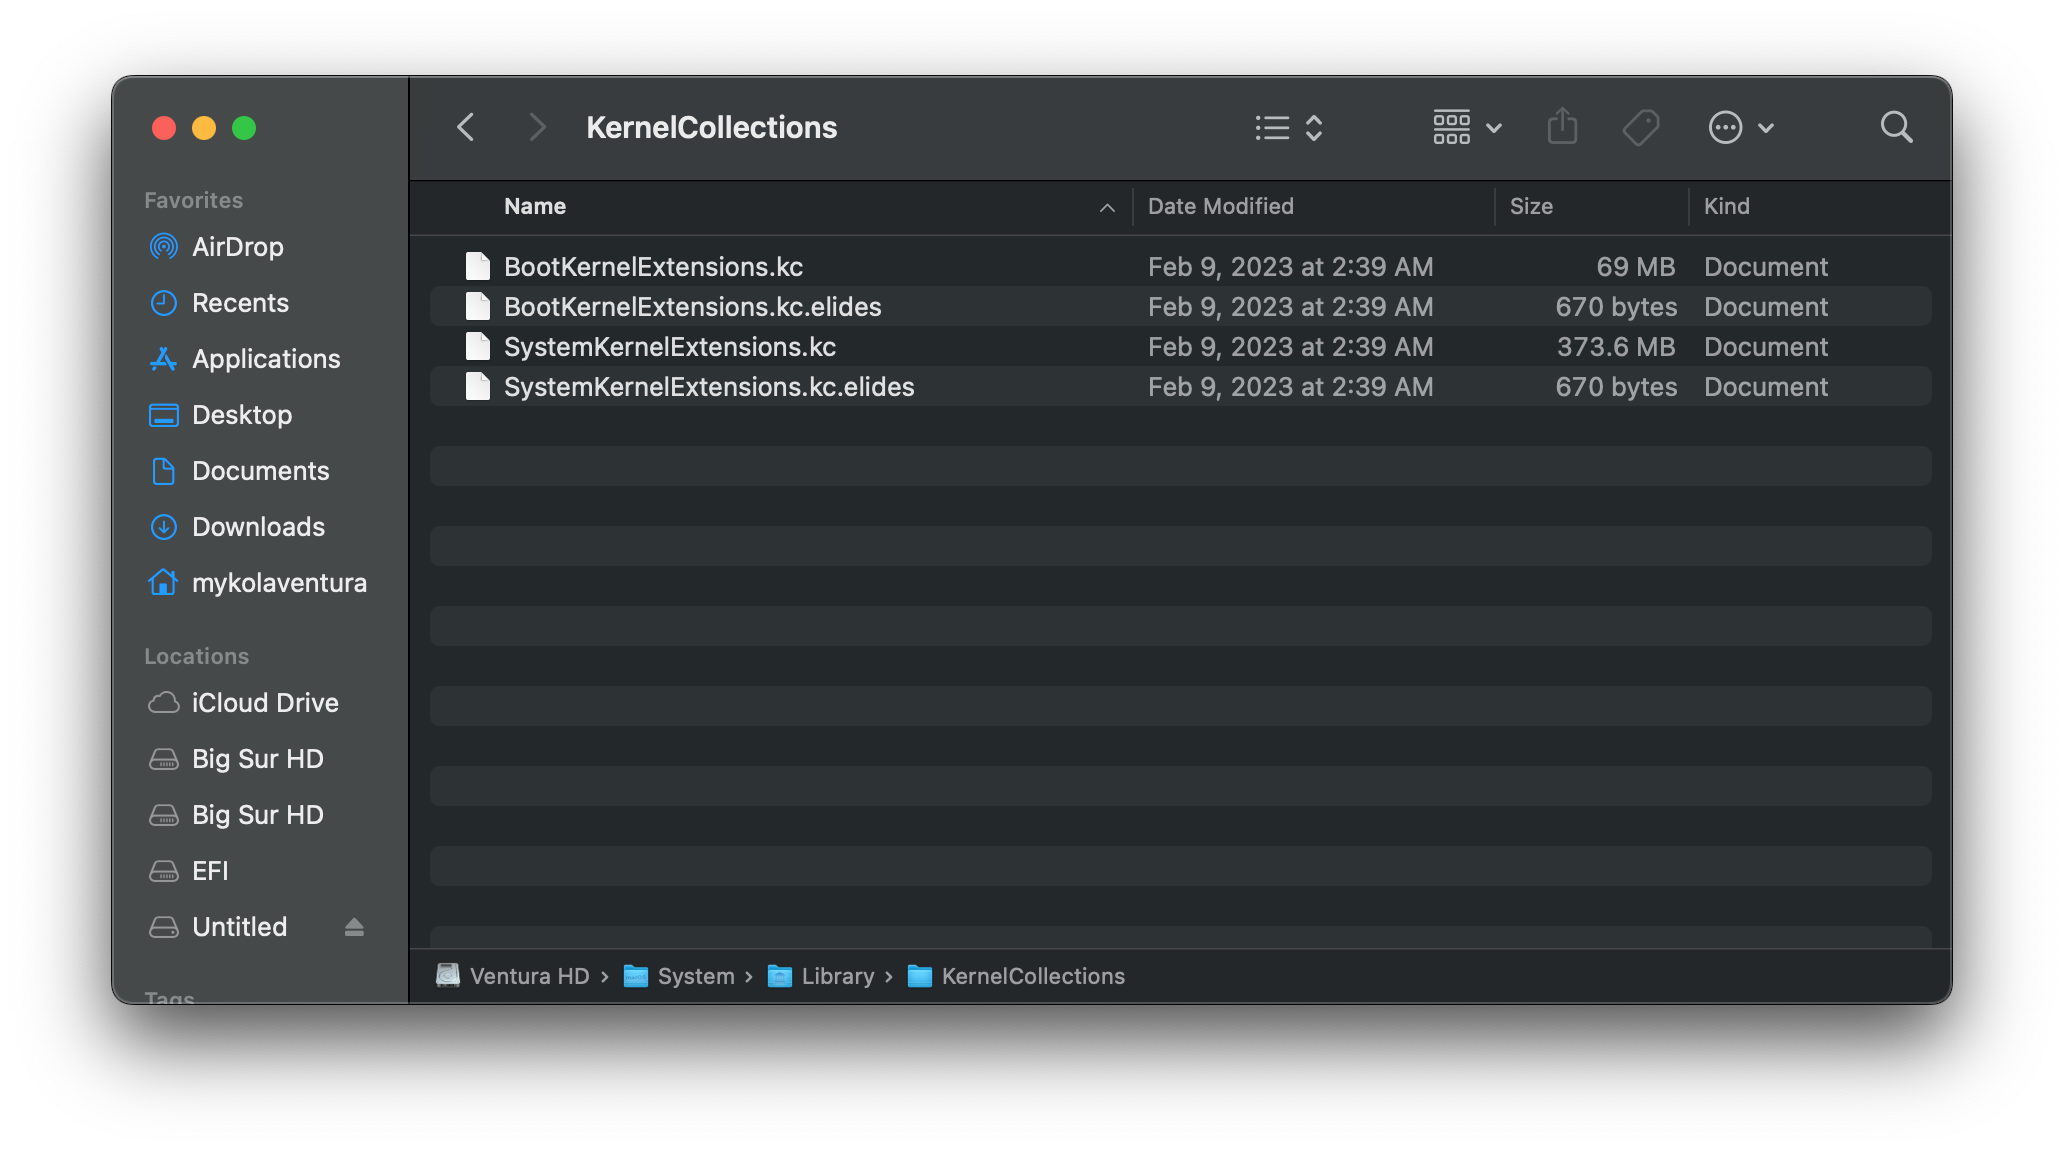 KernelCollections
Favorites
AirDrop
Recents
Applications
Desktop
Documents
Downloads
mykolaventura
Locations
iCloud Drive
Big Sur HD
Big Sur HD
EFI
Untitled
Tags
Name Date Modified Size Kind
BootKernelExtensions.kc Feb 9, 2023 at 2:39 AM 69 MB Document
BootKernelExtensions.kc.elides Feb 9, 2023 at 2:39 AM 670 bytes Document
SystemKernelExtensions.kc Feb 9, 2023 at 2:39 AM 373.6 MB Document
SystemKernelExtensions.kc.elides Feb 9, 2023 at 2:39 AM 670 bytes Document
Ventura HD › System › Library › KernelCollections